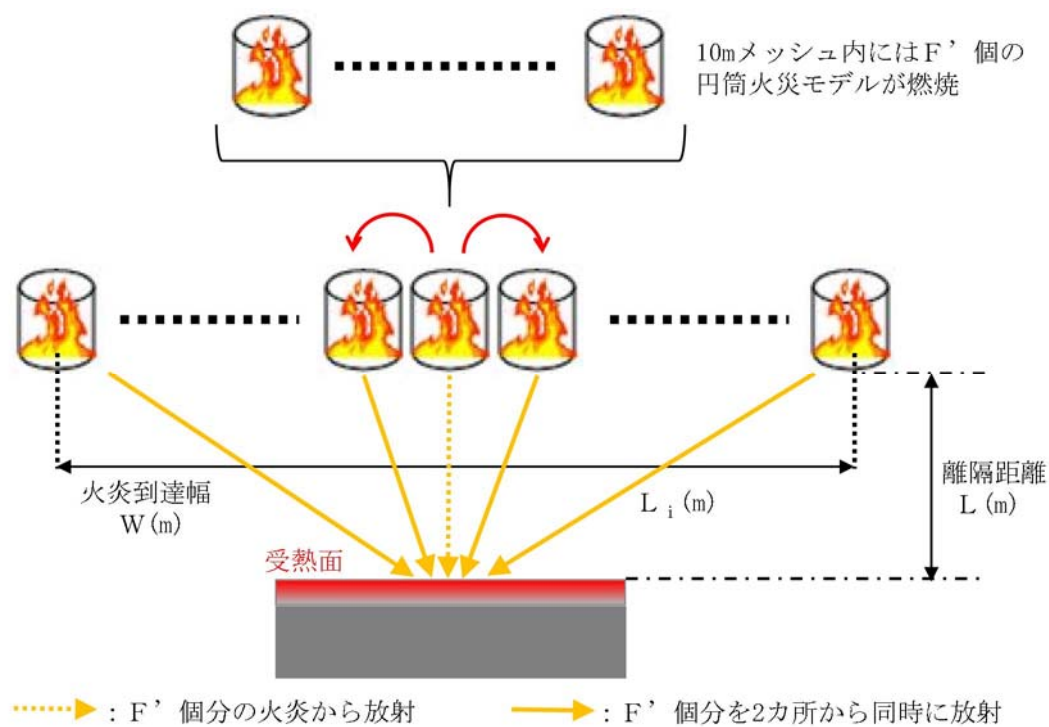 10mメッシュ内にはF’個の
円筒火災モデルが燃焼
火炎到達幅
W(m)
Li(m)
離隔距離
L(m)
受熱面
：F’個分の火炎から放射
：F’個分を2カ所から同時に放射